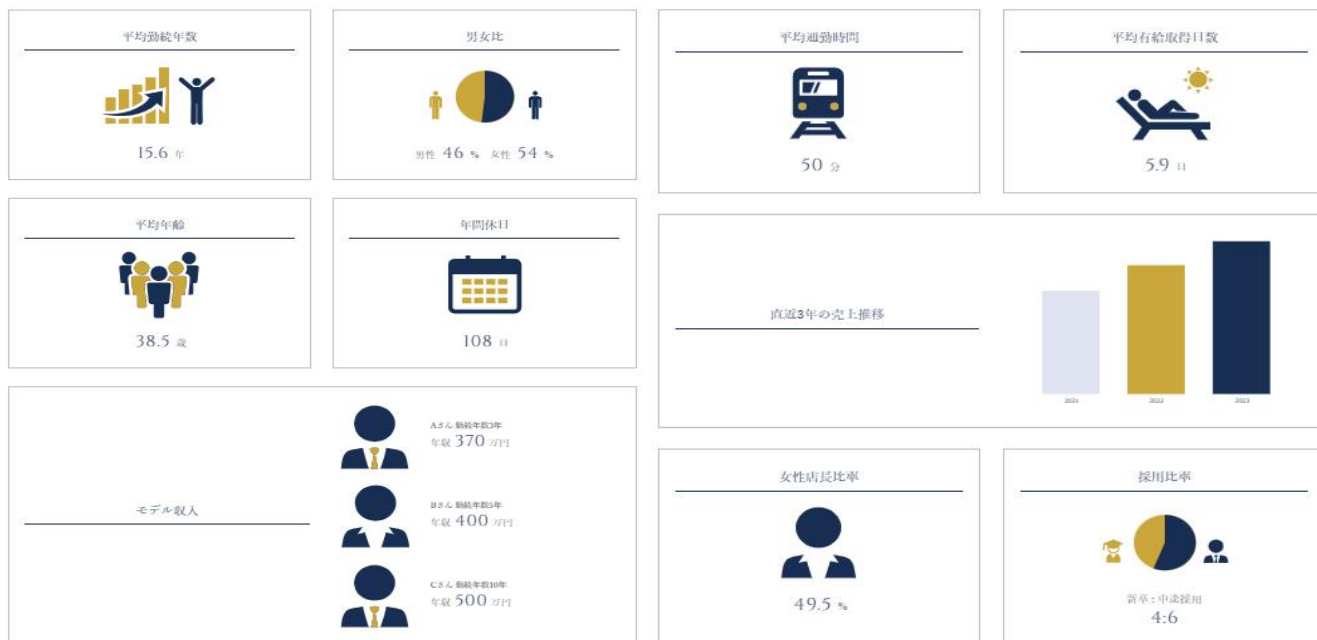 平均勤続年数
15.6 年
男女比
男性 46 % 女性 54 %
平均通勤時間
50 分
平均有給取得日数
5.9 日
平均年齢
38.5 歳
年間休日
108 日
直近3年の売上推移
2021
2022
2023
モデル収入
Aさん 勤続年数3年
年収 370 万円
Bさん 勤続年数5年
年収 400 万円
Cさん 勤続年数10年
年収 500 万円
女性店長比率
49.5 %
採用比率
新卒：中途採用
4:6